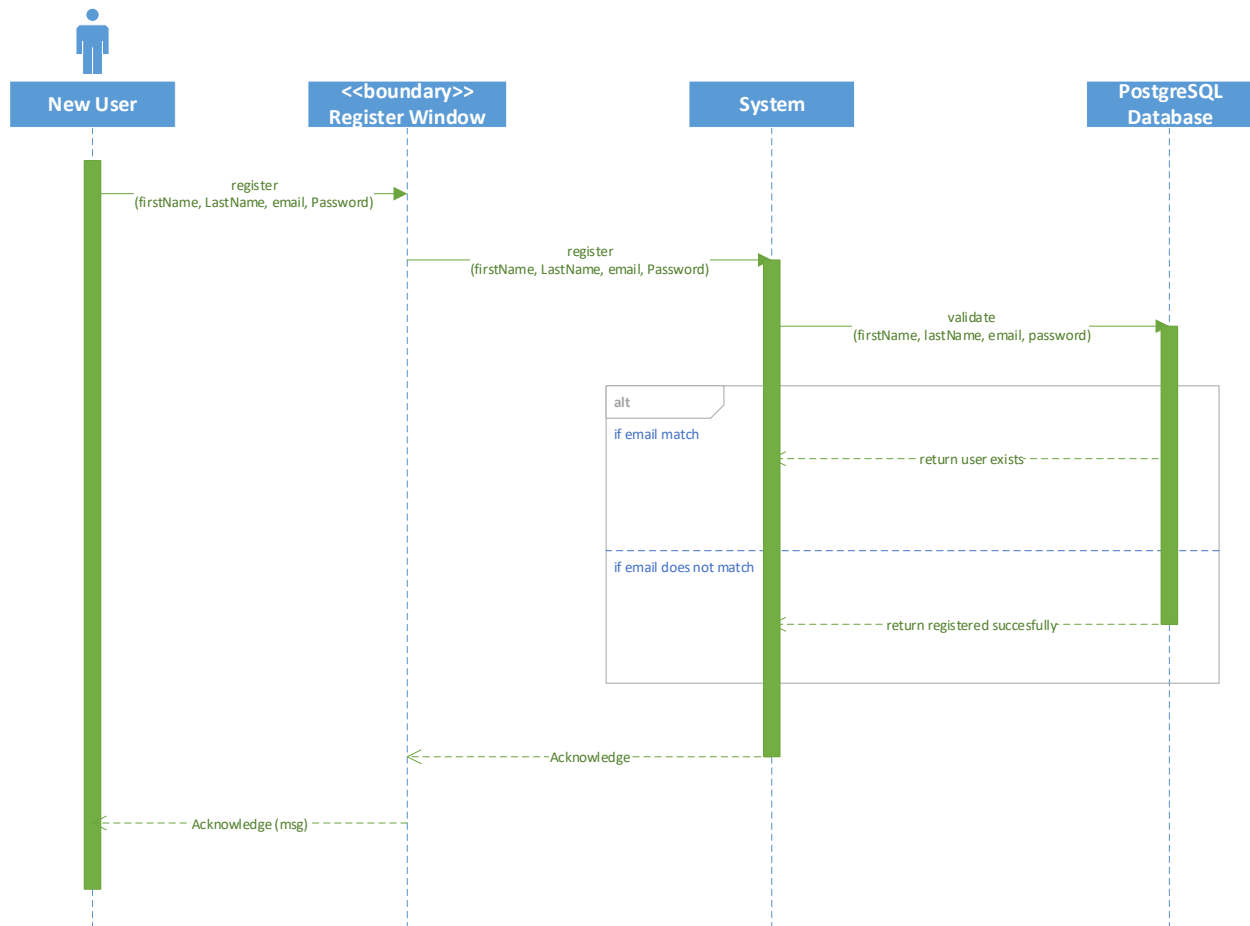 New User
<<boundary>>
Register Window
System
PostgreSQL
Database
register
(firstName, LastName, email, Password)
register
(firstName, LastName, email, Password)
validate
(firstName, lastName, email, password)
alt
if email match
return user exists
if email does not match
return registered succesfully
Acknowledge
Acknowledge (msg)